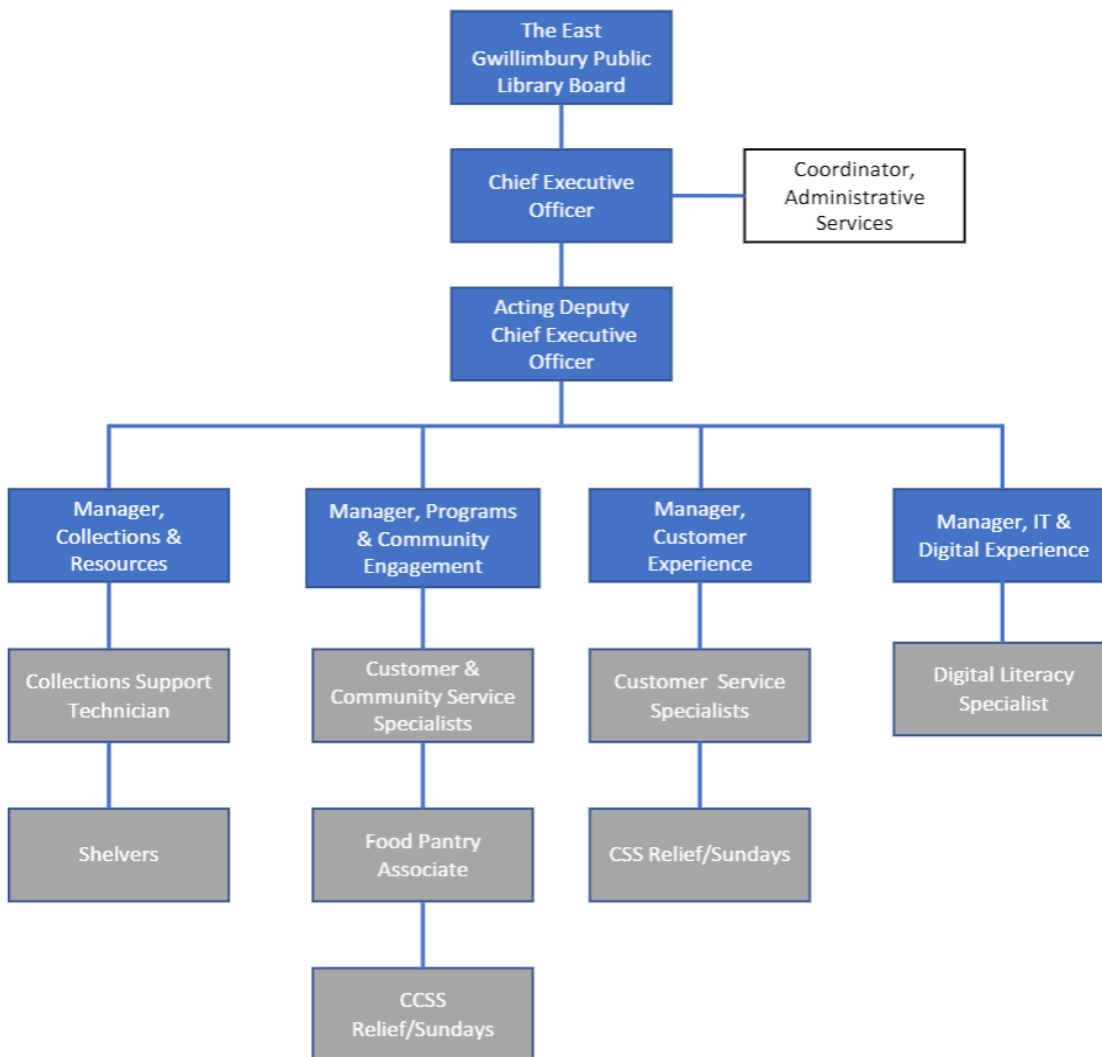 The East
Gwillimbury Public
Library Board
Chief Executive
Officer
Coordinator,
Administrative
Services
Acting Deputy
Chief Executive
Officer
Manager,
Collections &
Resources
Manager, Programs
& Community
Engagement
Manager,
Customer
Experience
Manager, IT &
Digital Experience
Collections Support
Technician
Customer &
Community Service
Specialists
Customer Service
Specialists
Digital Literacy
Specialist
Shelvers
Food Pantry
Associate
CSS Relief/Sundays
CCSS
Relief/Sundays